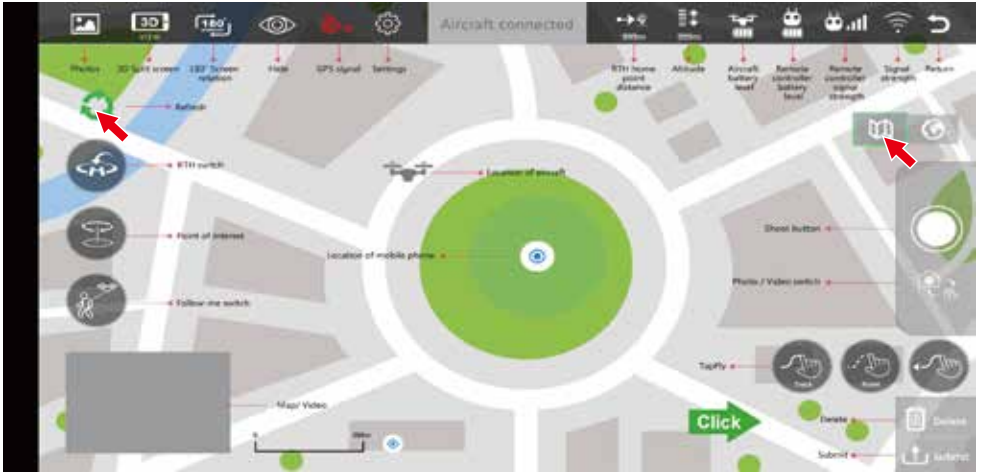 3D
VIEW
180°
Aircraft connected
Photos
3D Split screen
180° Screen
rotation
Hide
GPS signal
Settings
RTH home
point
distance
Altitude
Aircraft
battery
level
Remote
controller
battery
level
Remote
controller
signal
strength
Signal
strength
Return
Refresh
RTH switch
Location of aircraft
Point of interest
Shoot button
Location of mobile phone
Photo / Video switch
Follow me switch
TapFly
Track
Map/ Video
Click
Delete
Delete
Submit
Submit